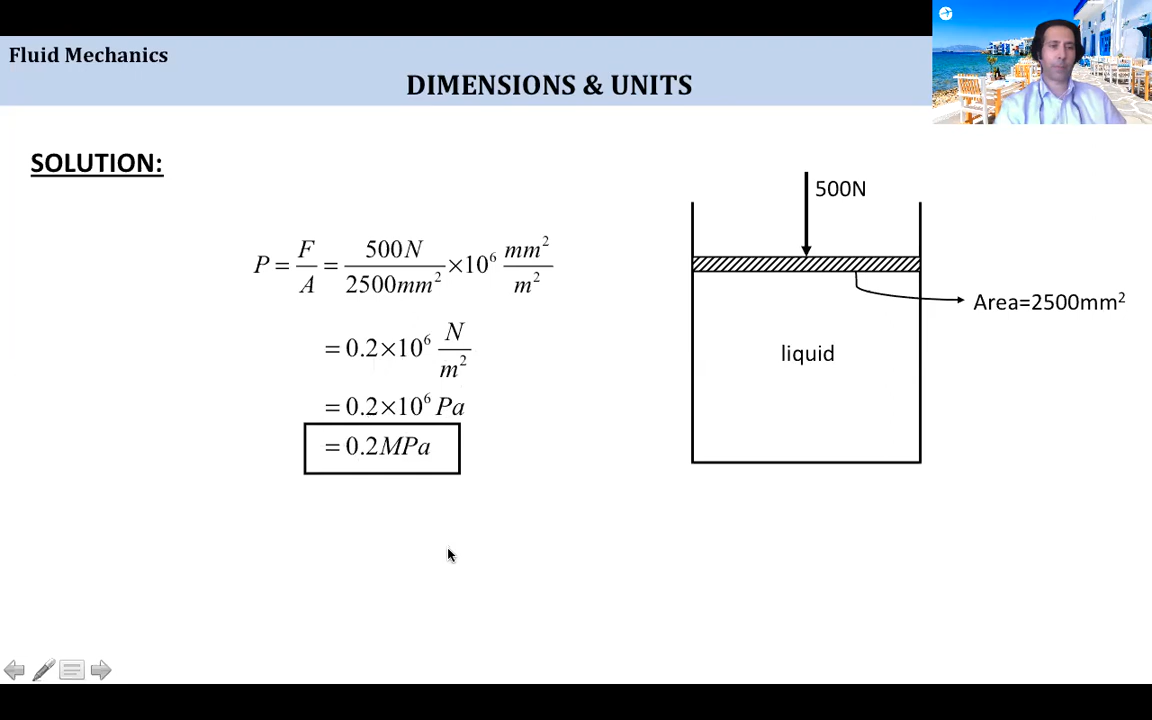 Fluid Mechanics
DIMENSIONS & UNITS
SOLUTION:
P = F/A = 500N/2500mm² ×10⁶ mm²/m²
= 0.2×10⁶ N/m²
= 0.2×10⁶ Pa
= 0.2MPa
500N
Area=2500mm²
liquid